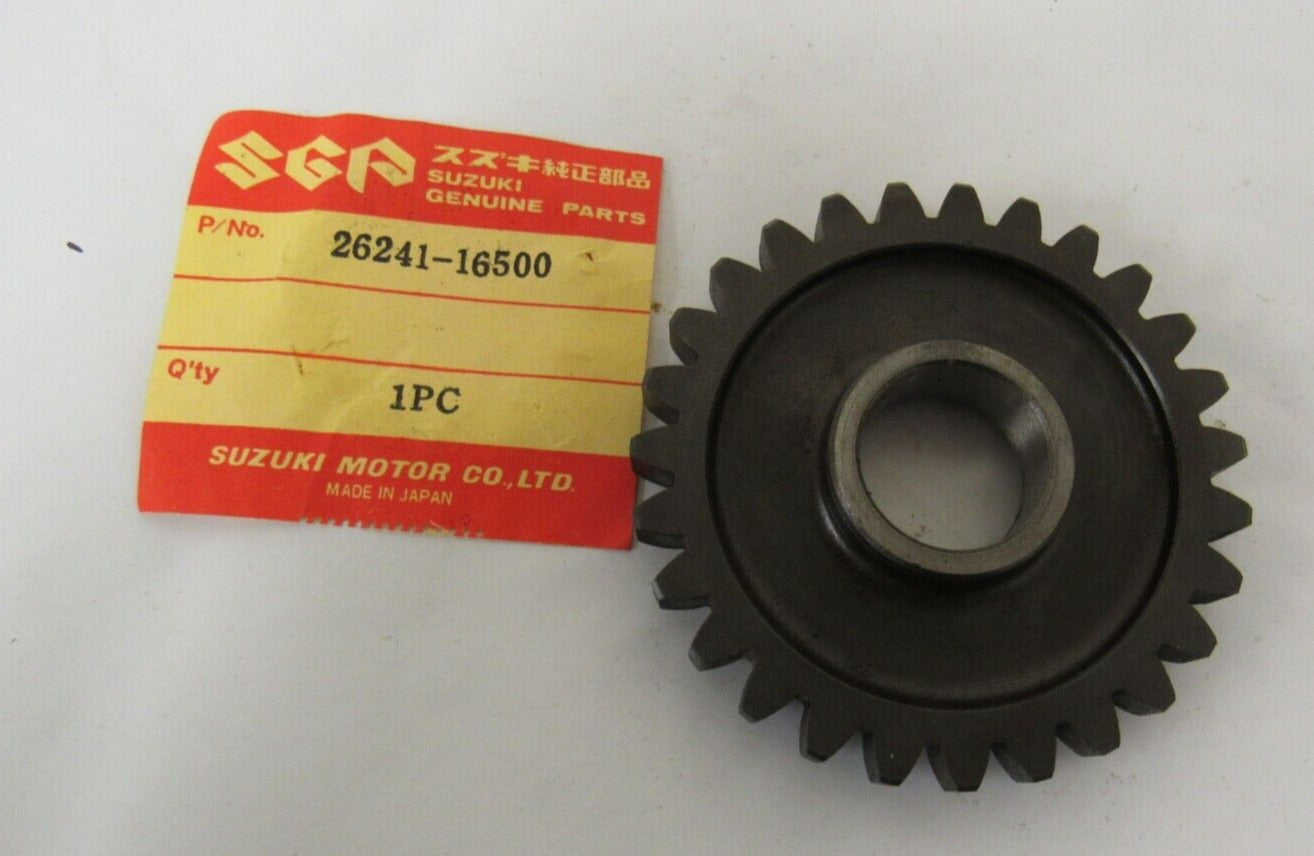 SGP スズキ純正部品
SUZUKI
GENUINE PARTS
P/No. 26241-16500
Q'ty 1PC
SUZUKI MOTOR CO.,LTD.
MADE IN JAPAN